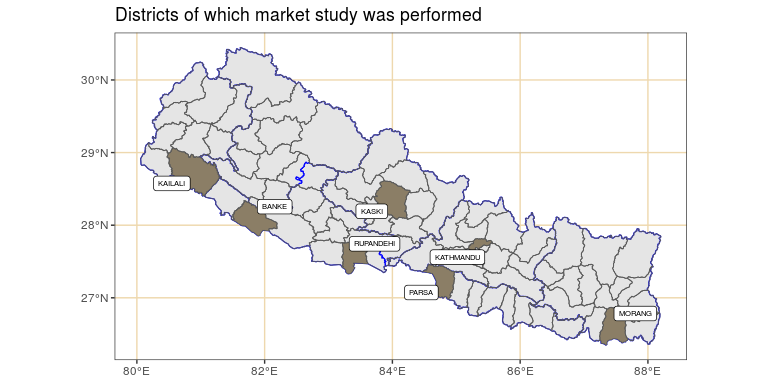 Districts of which market study was performed
30°N
29°N
28°N
27°N
KAILALI
BANKE
KASKI
RUPANDEHI
KATHMANDU
PARSA
MORANG
80°E
82°E
84°E
86°E
88°E